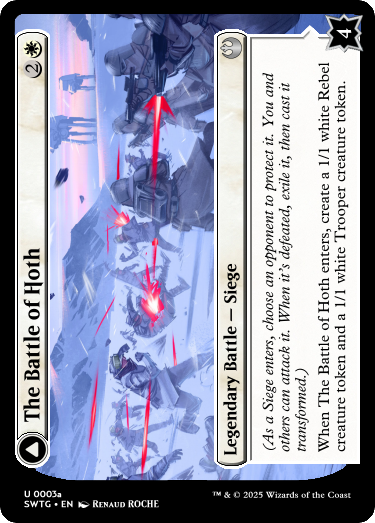 The Battle of Hoth 2
Legendary Battle — Siege
(As a Siege enters, choose an opponent to protect it. You and
others can attack it. When it's defeated, exile it, then cast it
transformed.)
When The Battle of Hoth enters, create a 1/1 white Rebel
creature token and a 1/1 white Trooper creature token.
4
U 0003a
SWTG • EN Renaud ROCHE
™ & © 2025 Wizards of the Coast